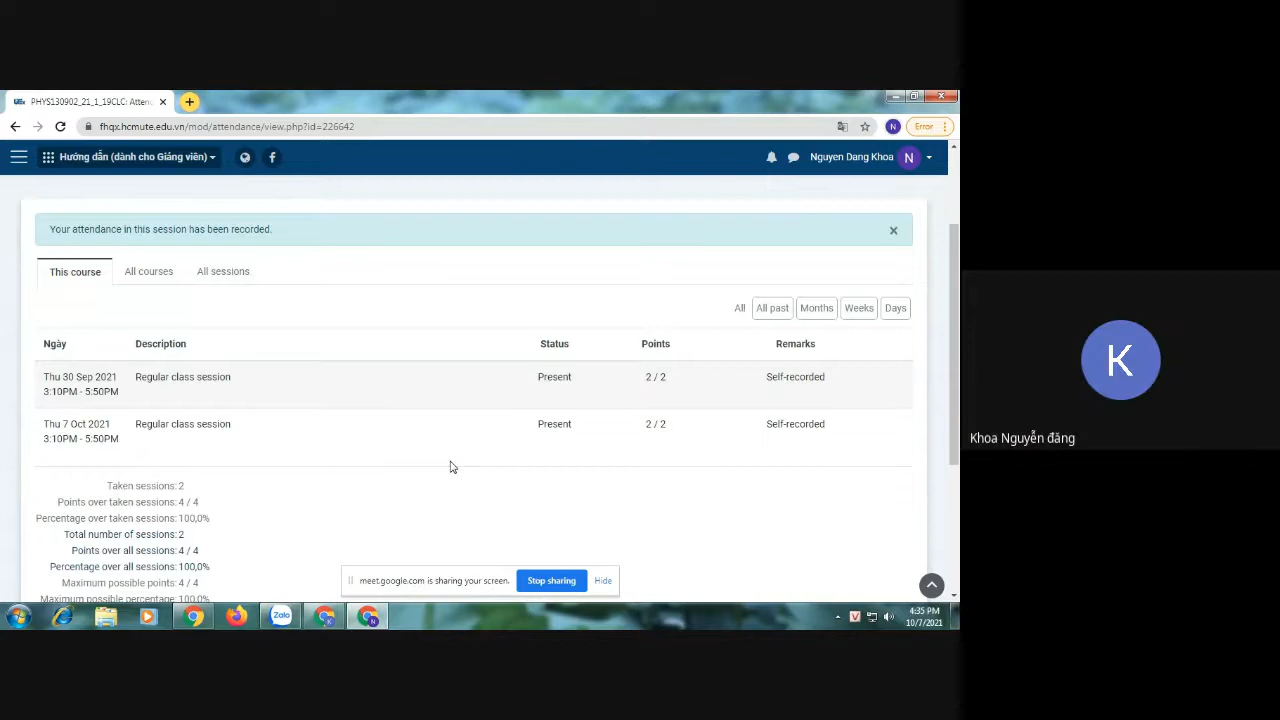 PHYS130902_21_1_19CLC: Atten
fhqx.hcmute.edu.vn/mod/attendance/view.php?id=226642
N
Error
Hướng dẫn (dành cho Giảng viên)
Nguyen Dang Khoa
N
Your attendance in this session has been recorded.
This course
All courses
All sessions
All
All past
Months
Weeks
Days
Ngày
Description
Status
Points
Remarks
Thu 30 Sep 2021
3:10PM - 5:50PM
Regular class session
Present
2 / 2
Self-recorded
Thu 7 Oct 2021
3:10PM - 5:50PM
Regular class session
Present
2 / 2
Self-recorded
Taken sessions: 2
Points over taken sessions: 4 / 4
Percentage over taken sessions: 100,0%
Total number of sessions: 2
Points over all sessions: 4 / 4
Percentage over all sessions: 100,0%
Maximum possible points: 4 / 4
Maximum possible percentage: 100,0%
meet.google.com is sharing your screen.
Stop sharing
Hide
Zalo
K
N
V
4:35 PM
10/7/2021
K
Khoa Nguyễn đăng